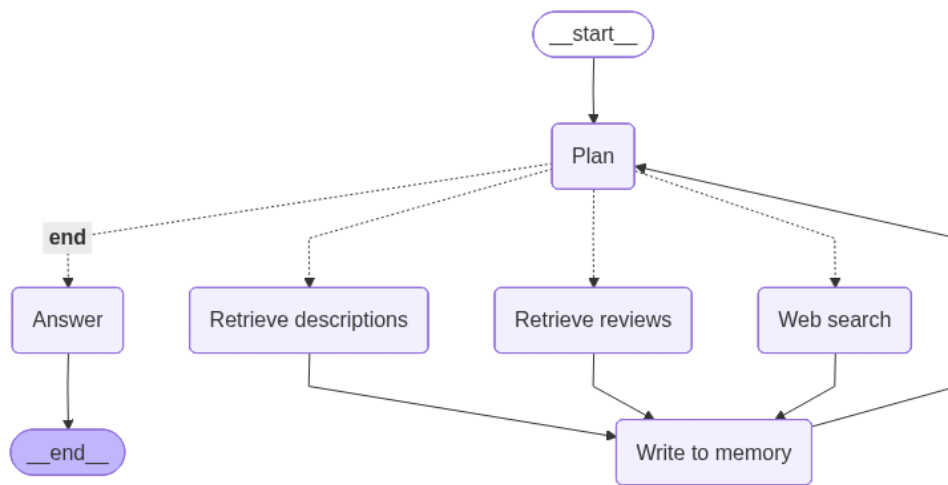 __start__
Plan
end
Answer
Retrieve descriptions
Retrieve reviews
Web search
__end__
Write to memory